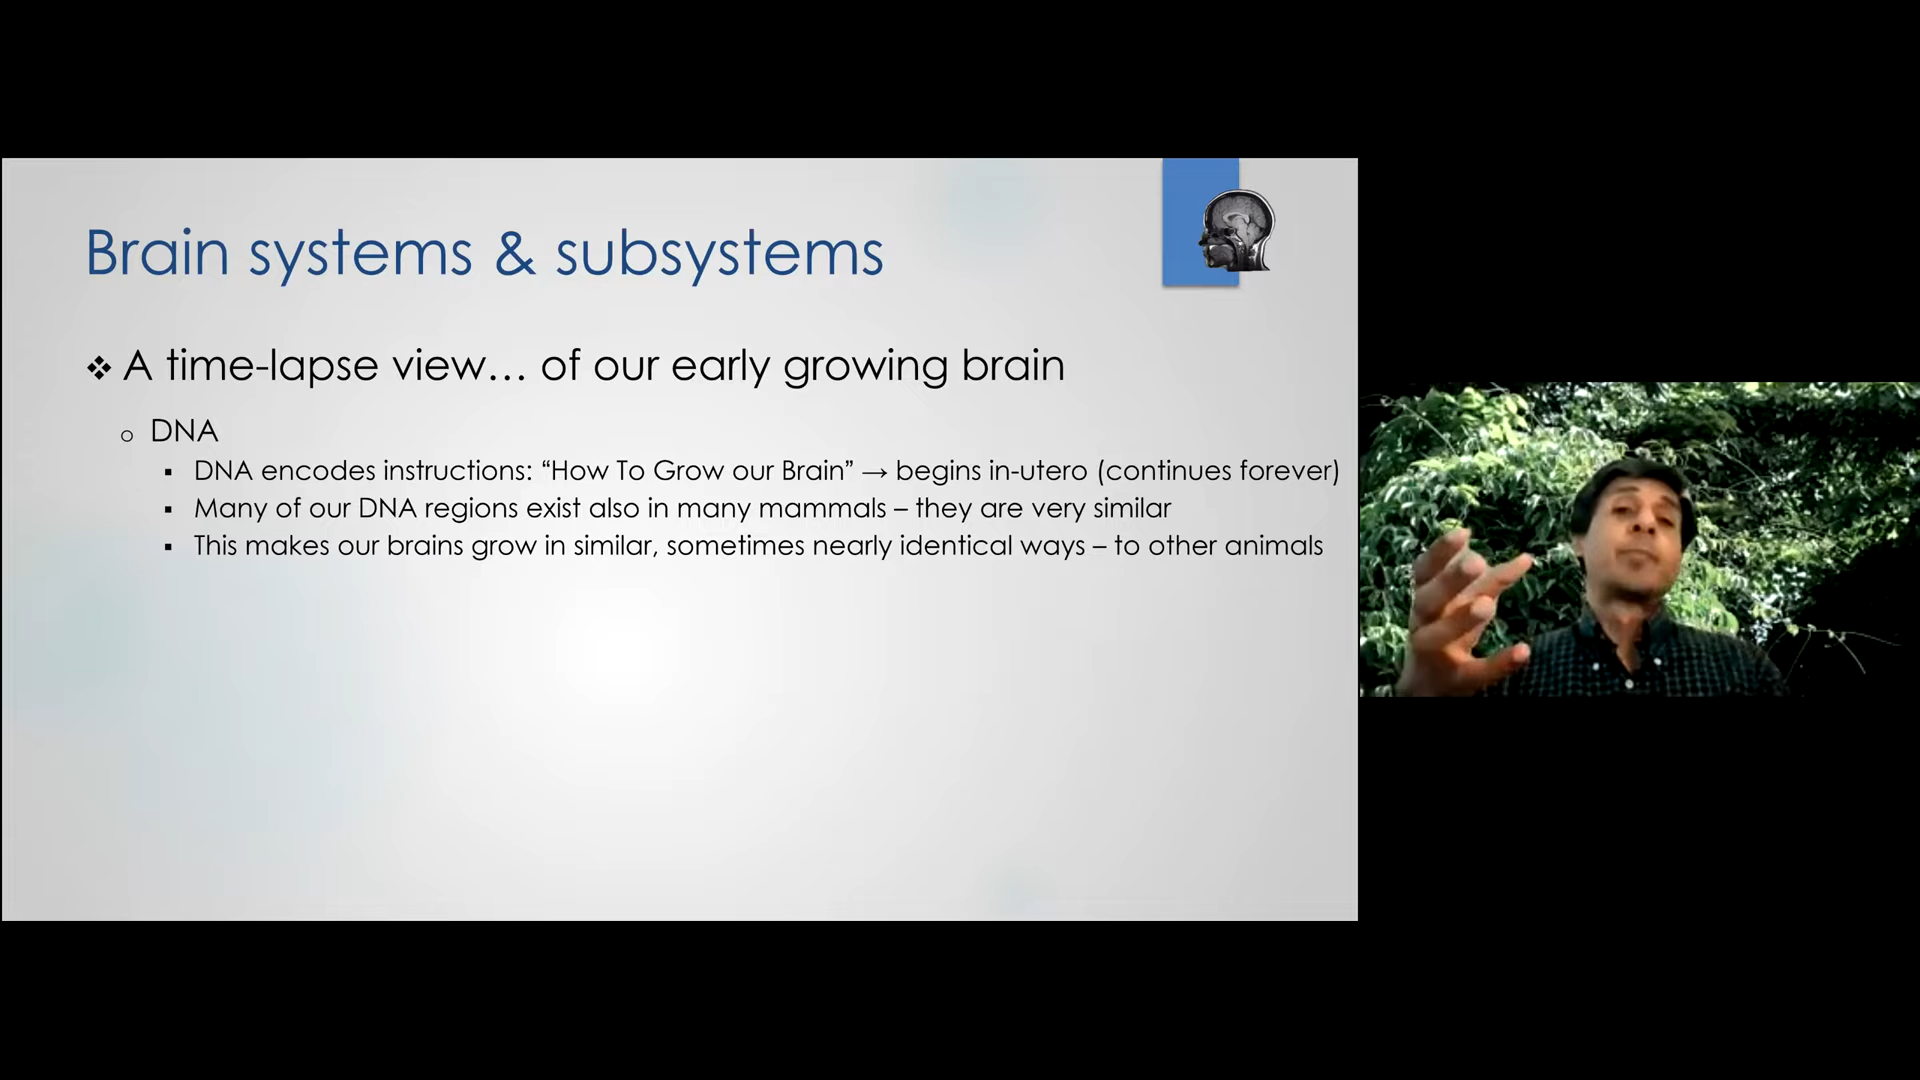 Brain systems & subsystems
❖ A time-lapse view... of our early growing brain
o DNA
▪ DNA encodes instructions: “How To Grow our Brain” → begins in-utero (continues forever)
▪ Many of our DNA regions exist also in many mammals – they are very similar
▪ This makes our brains grow in similar, sometimes nearly identical ways – to other animals